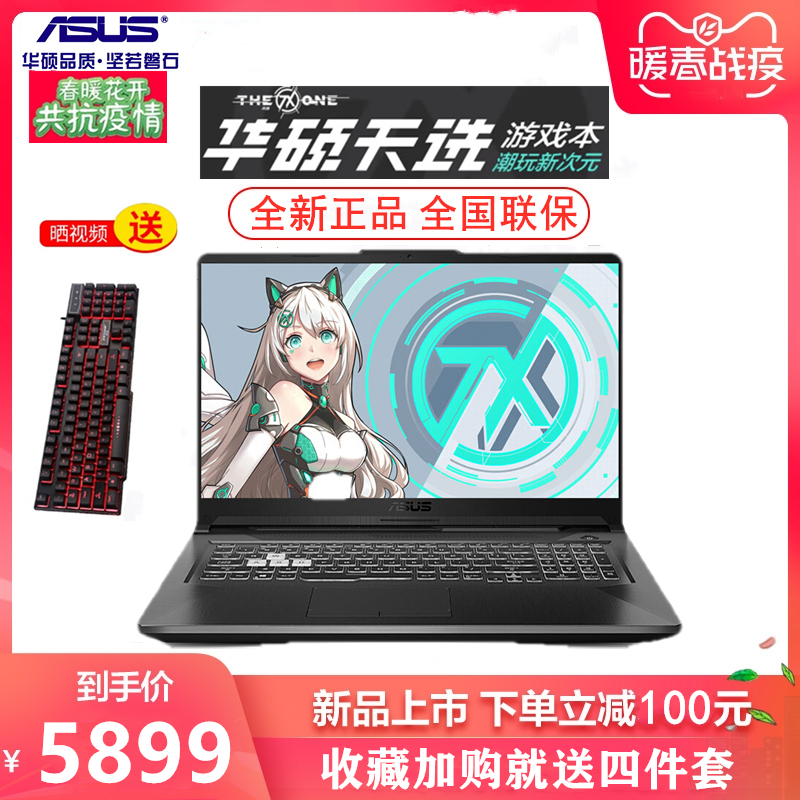 ASUS®
华硕品质·坚若磐石
春暖花开
共抗疫情
暖春战疫
THE TX ONE
华硕天选
游戏本
潮玩新次元
全新正品 全国联保
晒视频 送
TX
ASUS
到手价
¥5899
新品上市 下单立减100元
收藏加购就送四件套